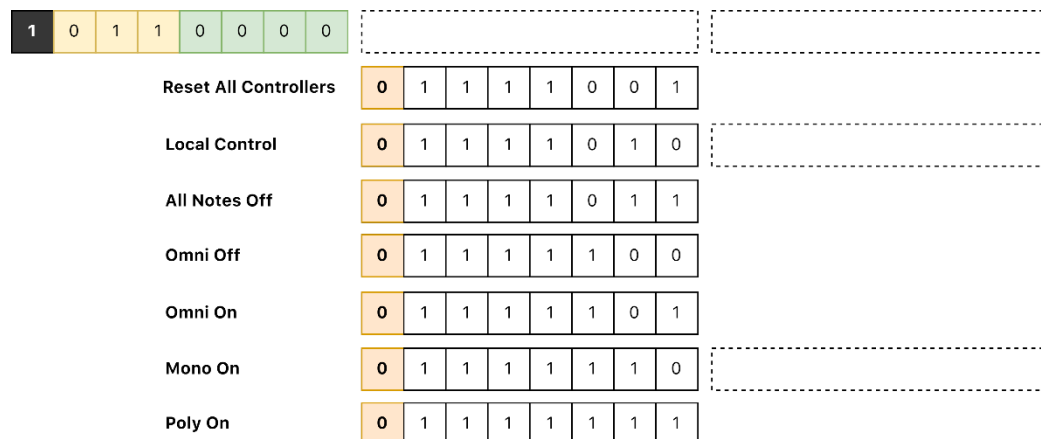 1 0 1 1 0 0 0 0
Reset All Controllers 0 1 1 1 1 0 0 1
Local Control 0 1 1 1 1 0 1 0
All Notes Off 0 1 1 1 1 0 1 1
Omni Off 0 1 1 1 1 1 0 0
Omni On 0 1 1 1 1 1 0 1
Mono On 0 1 1 1 1 1 1 0
Poly On 0 1 1 1 1 1 1 1